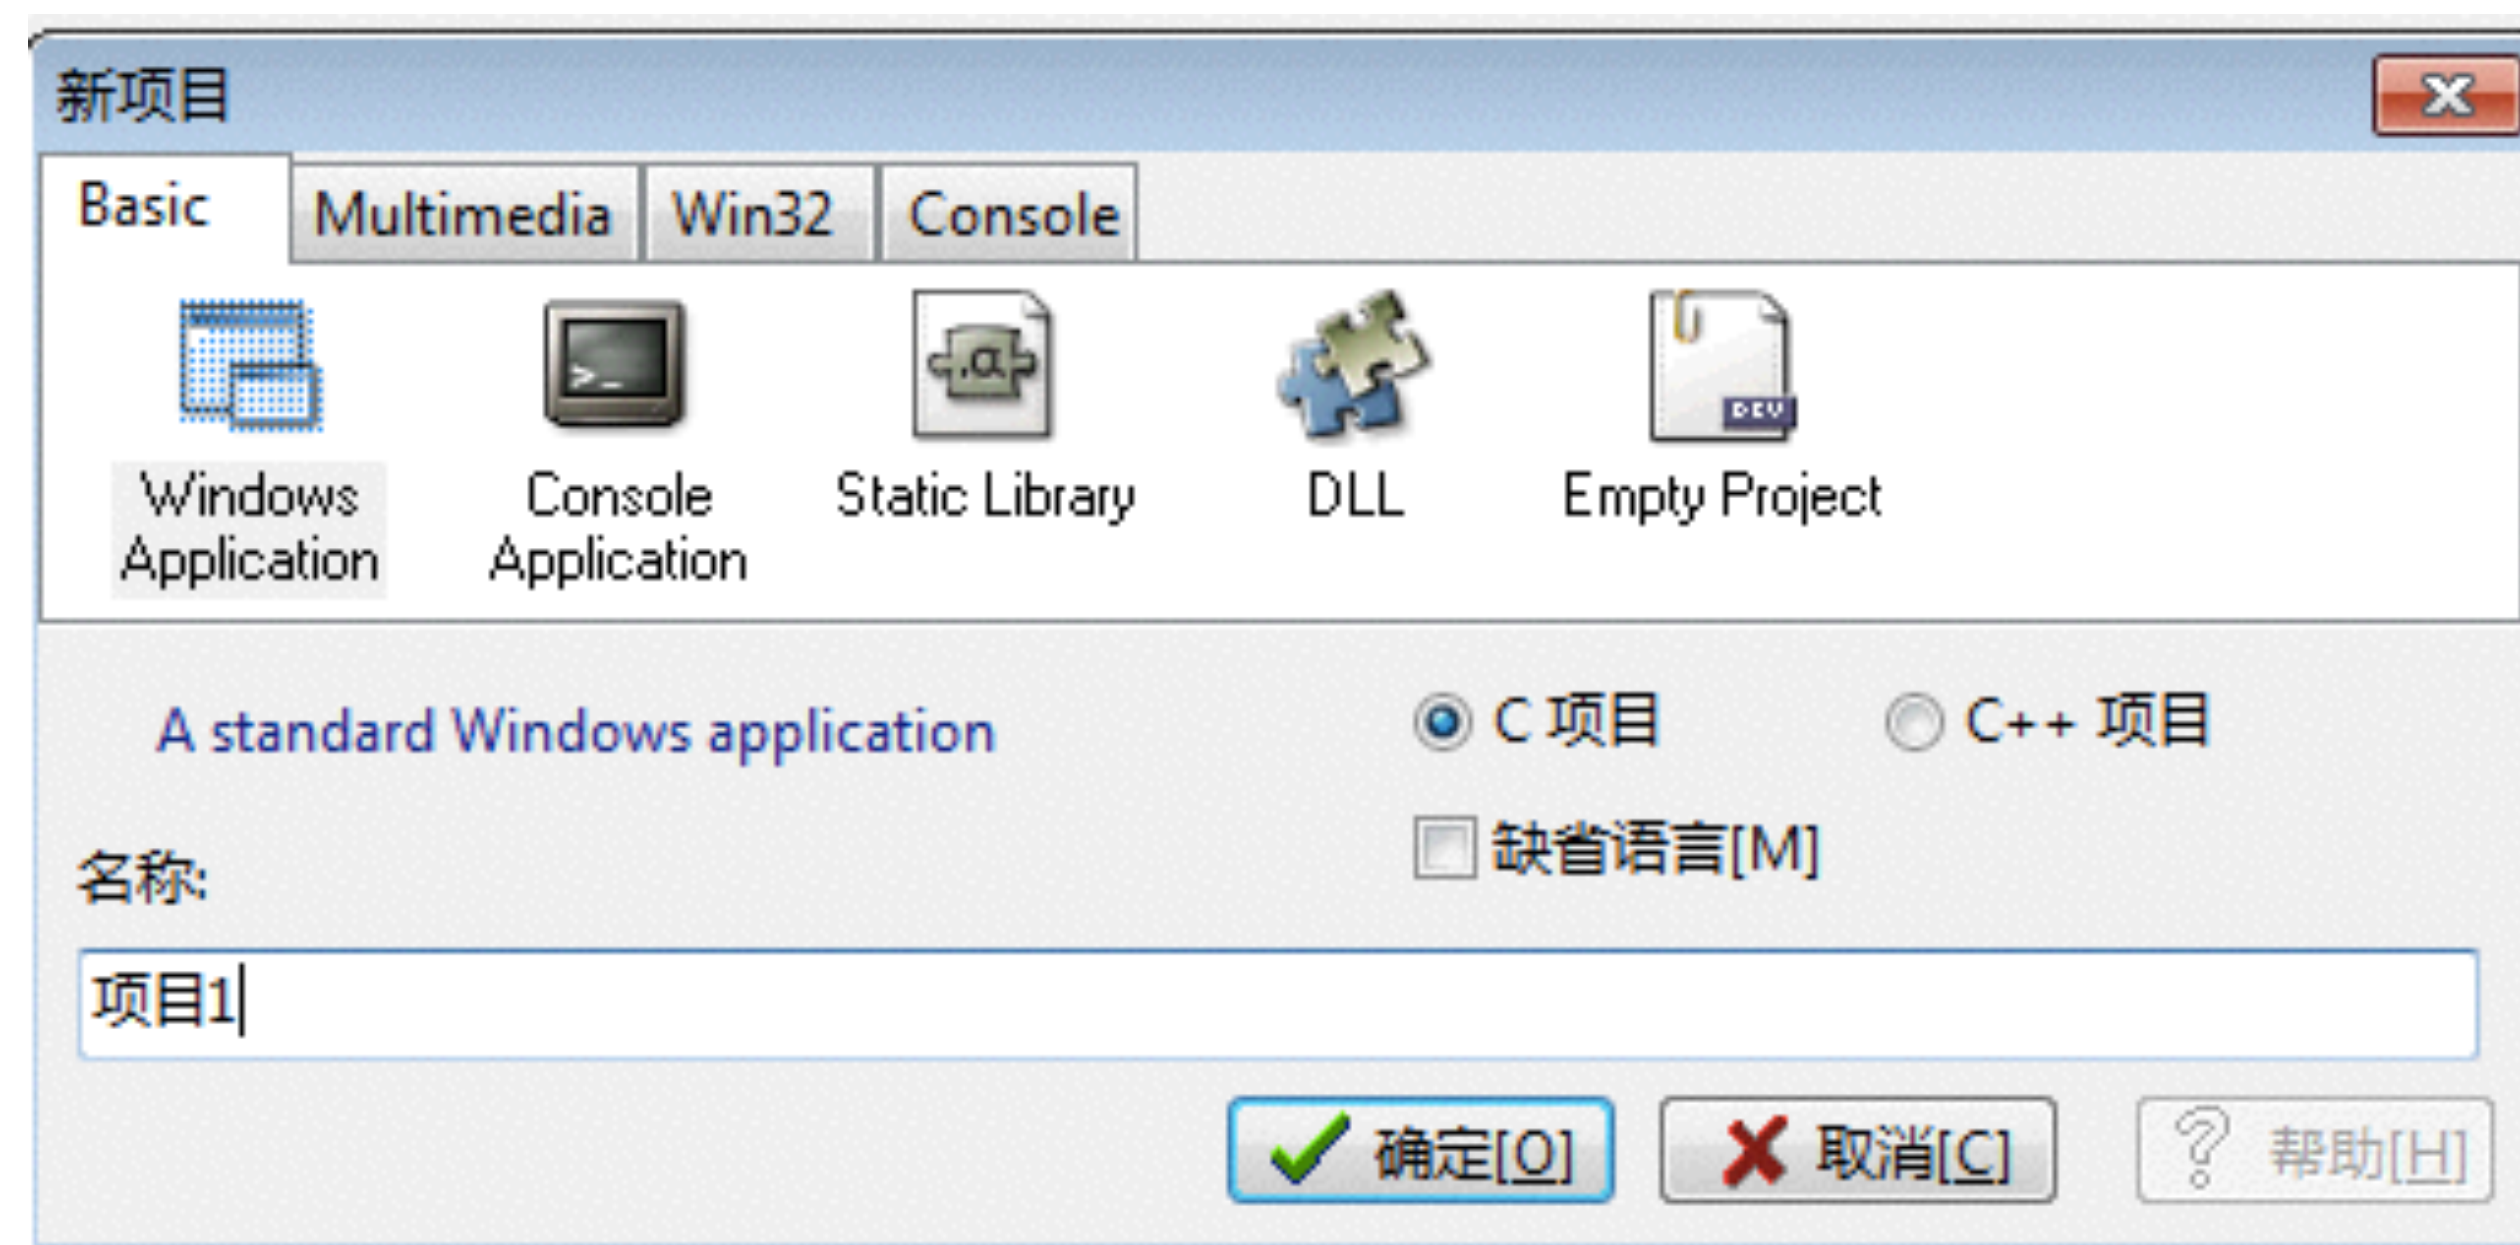 新项目
Basic Multimedia Win32 Console
>_ .a DEV
Windows Application Console Application Static Library DLL Empty Project
A standard Windows application C 项目 C++ 项目
缺省语言[M]
名称:
项目1
确定[O] 取消[C] ? 帮助[H]